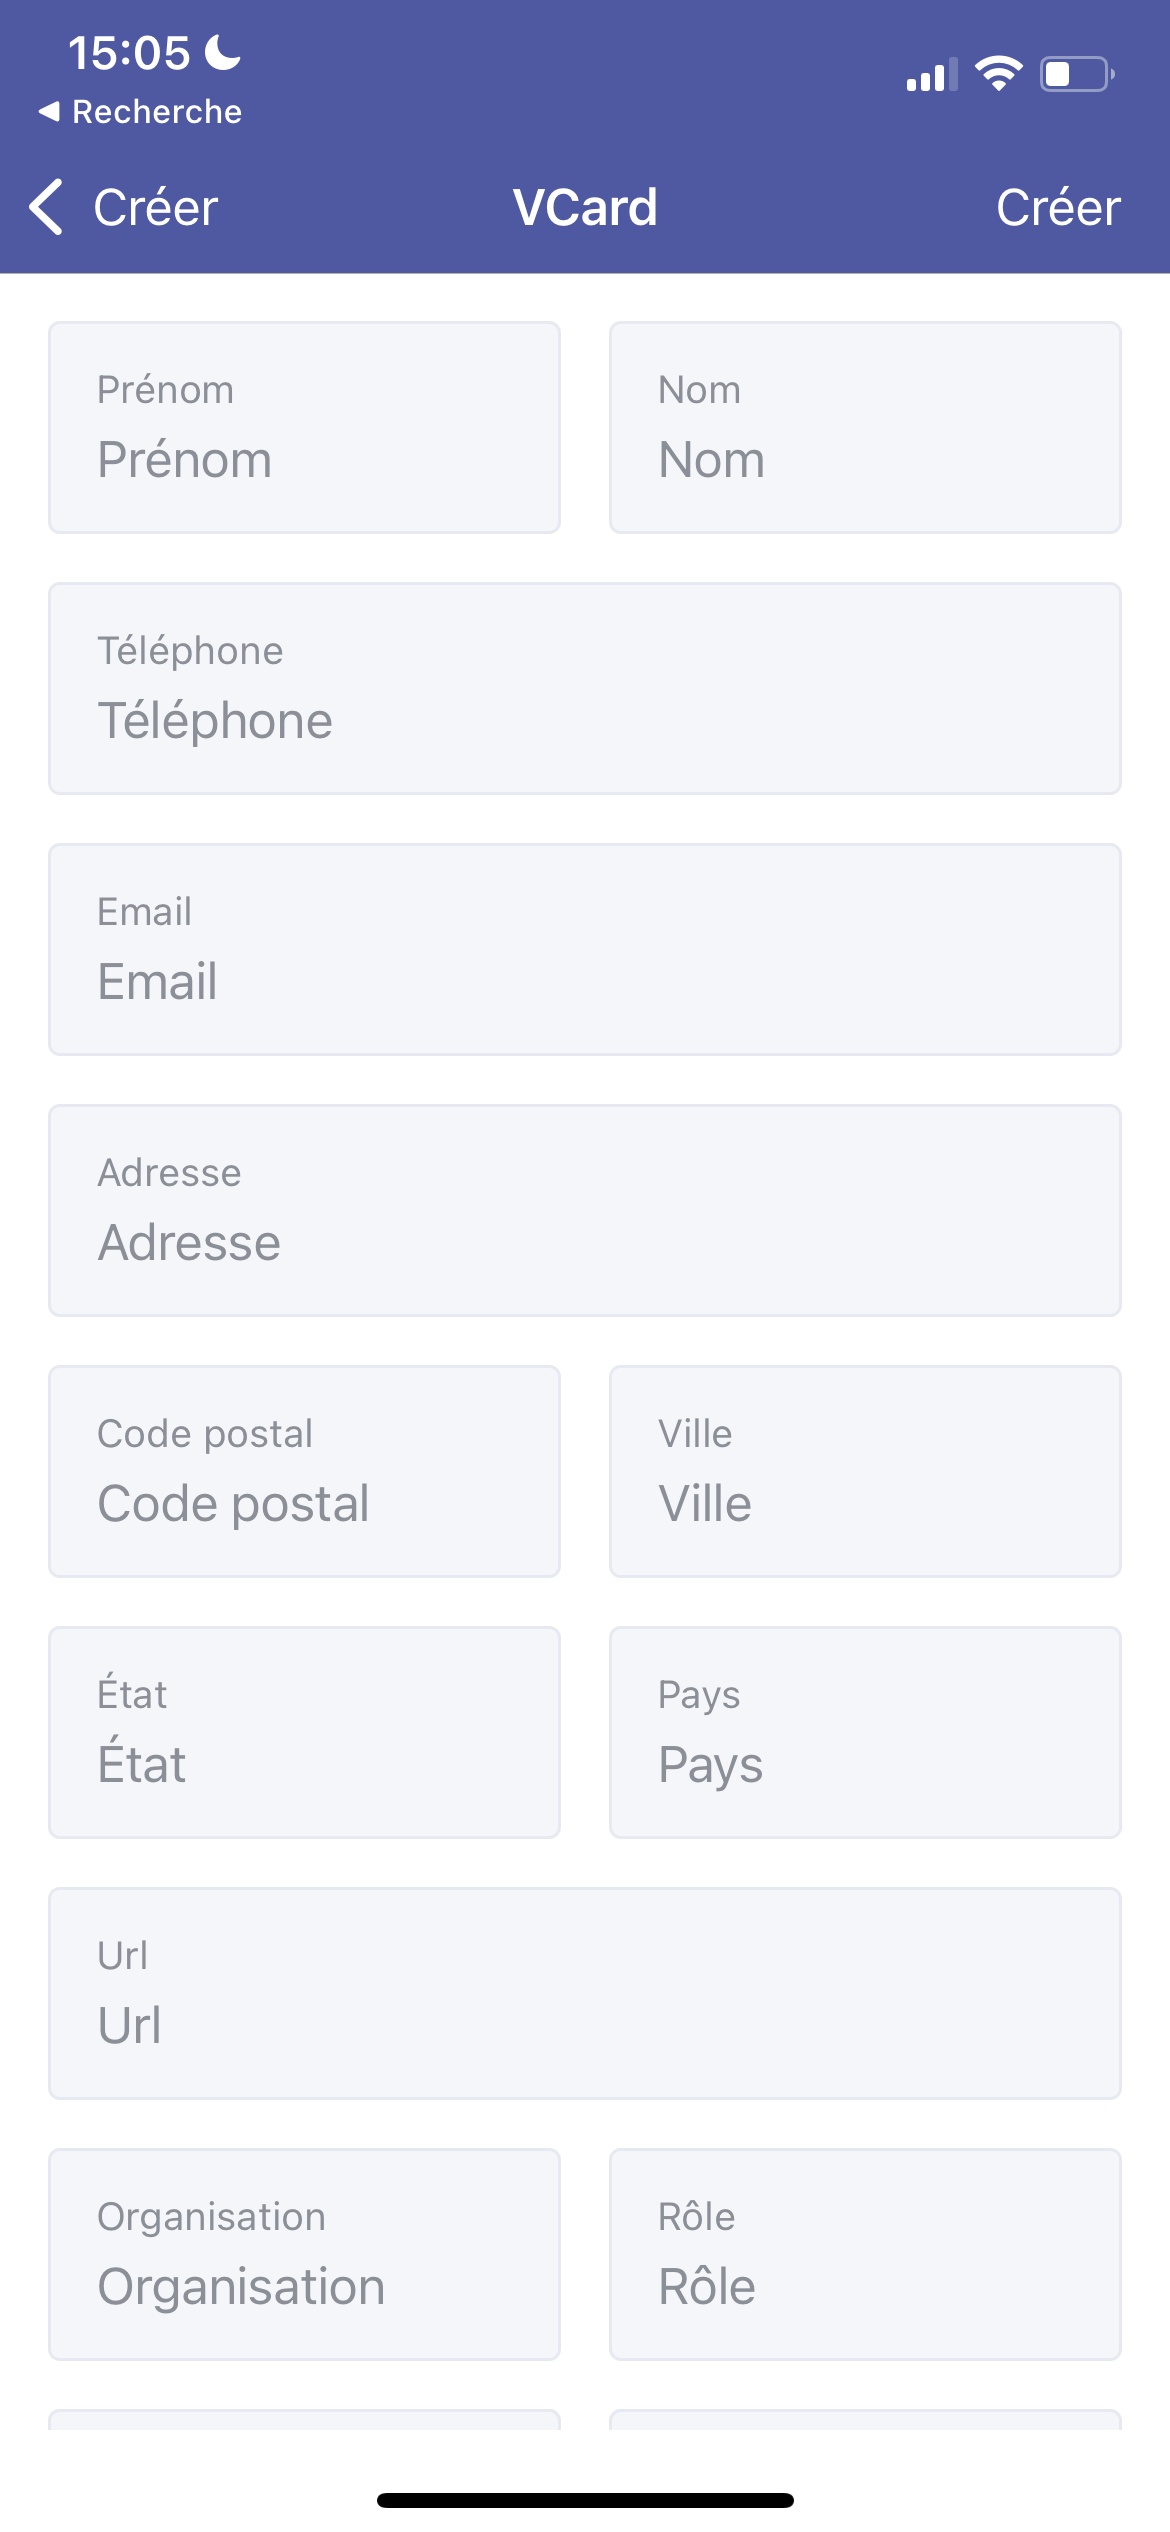 15:05
Recherche
Créer VCard Créer
Prénom Nom
Prénom Nom
Téléphone
Téléphone
Email
Email
Adresse
Adresse
Code postal Ville
Code postal Ville
État Pays
État Pays
Url
Url
Organisation Rôle
Organisation Rôle